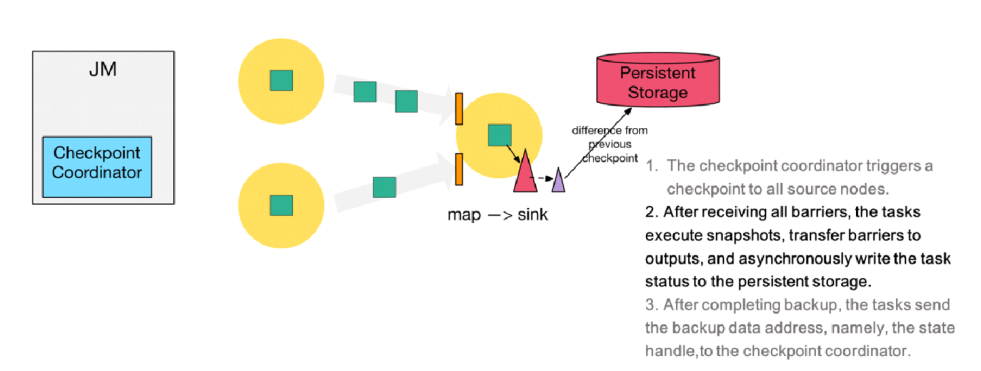 JM
Checkpoint
Coordinator
map —> sink
Persistent
Storage
difference from
previous
checkpoint
1. The checkpoint coordinator triggers a
checkpoint to all source nodes.
2. After receiving all barriers, the tasks
execute snapshots, transfer barriers to
outputs, and asynchronously write the task
status to the persistent storage.
3. After completing backup, the tasks send
the backup data address, namely, the state
handle,to the checkpoint coordinator.